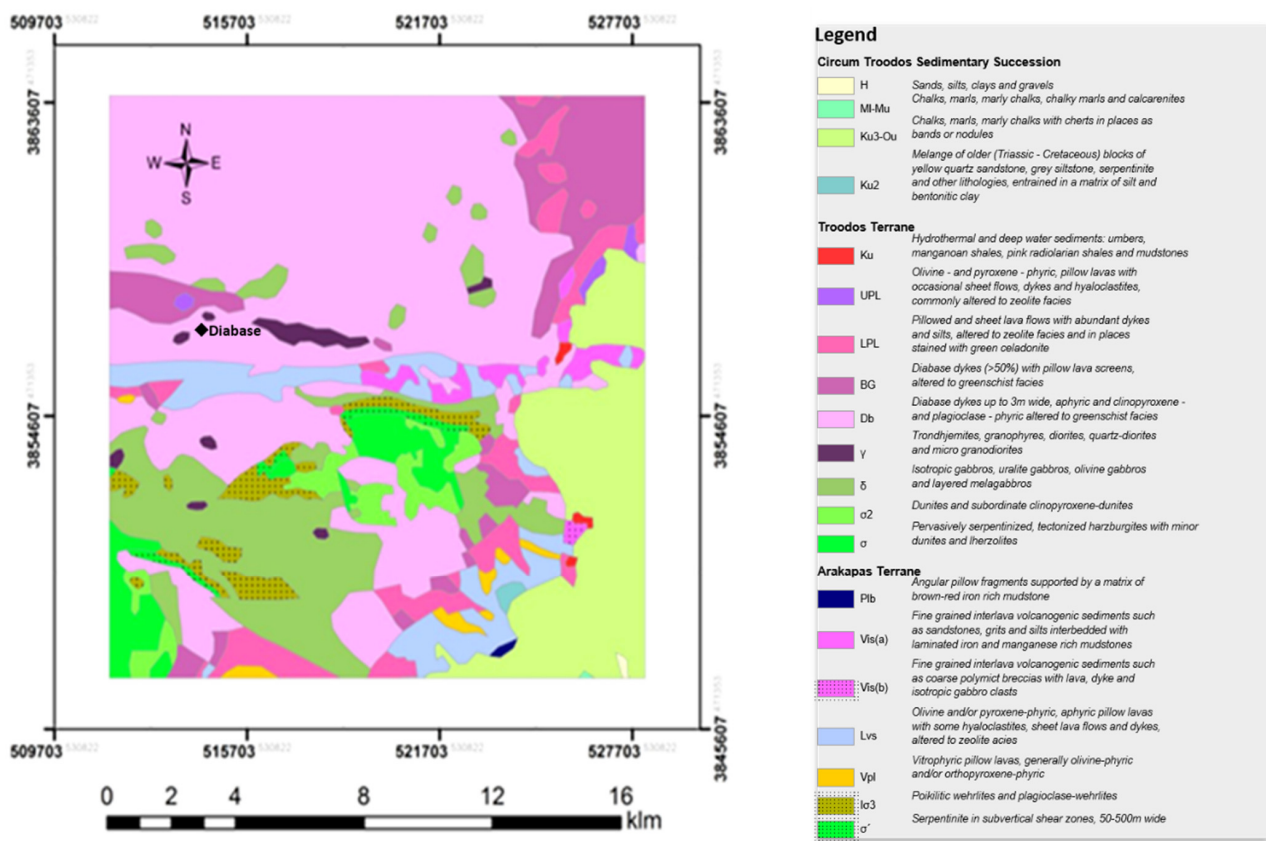 509703 530822 515703 530822 521703 530822 527703 530822
3863607 471353
3863607 471353
N
W E
S
Diabase
3854607 471353
3854607 471353
471353
3845607
509703 530822 515703 530822 521703 530822 527703 530822
0 2 4 8 12 16
klm
Legend
Circum Troodos Sedimentary Succession
H Sands, silts, clays and gravels
Ml-Mu Chalks, marls, marly chalks, chalky marls and calcarenites
Ku3-Ou Chalks, marls, marly chalks with cherts in places as
bands or nodules
Ku2 Melange of older (Triassic - Cretaceous) blocks of
yellow quartz sandstone, grey siltstone, serpentinite
and other lithologies, entrained in a matrix of silt and
bentonitic clay
Troodos Terrane
Ku Hydrothermal and deep water sediments: umbers,
manganoan shales, pink radiolarian shales and mudstones
UPL Olivine - and pyroxene - phyric, pillow lavas with
occasional sheet flows, dykes and hyaloclastites,
commonly altered to zeolite facies
LPL Pillowed and sheet lava flows with abundant dykes
and silts, altered to zeolite facies and in places
stained with green celadonite
BG Diabase dykes (>50%) with pillow lava screens,
altered to greenschist facies
Db Diabase dykes up to 3m wide, aphyric and clinopyroxene -
and plagioclase - phyric altered to greenschist facies
γ Trondhjemites, granophyres, diorites, quartz-diorites
and micro granodiorites
δ Isotropic gabbros, uralite gabbros, olivine gabbros
and layered melagabbros
σ2 Dunites and subordinate clinopyroxene-dunites
σ Pervasively serpentinized, tectonized harzburgites with minor
dunites and lherzolites
Arakapas Terrane
Plb Angular pillow fragments supported by a matrix of
brown-red iron rich mudstone
Vis(a) Fine grained interlava volcanogenic sediments such
as sandstones, grits and silts interbedded with
laminated iron and manganese rich mudstones
Vis(b) Fine grained interlava volcanogenic sediments such
as coarse polymict breccias with lava, dyke and
isotropic gabbro clasts
Lvs Olivine and/or pyroxene-phyric, aphyric pillow lavas
with some hyaloclastites, sheet lava flows and dykes,
altered to zeolite acies
Vpl Vitrophyric pillow lavas, generally olivine-phyric
and/or orthopyroxene-phyric
Iσ3 Poikilitic wehrlites and plagioclase-wehrlites
σ´ Serpentinite in subvertical shear zones, 50-500m wide